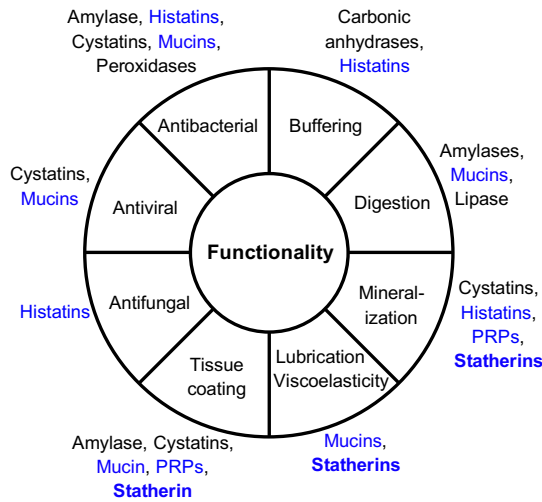 Amylase, Histatins,
Cystatins, Mucins,
Peroxidases
Carbonic
anhydrases,
Histatins
Antibacterial
Buffering
Cystatins,
Mucins
Antiviral
Digestion
Amylases,
Mucins,
Lipase
Functionality
Histatins
Antifungal
Mineral-
ization
Cystatins,
Histatins,
PRPs,
Statherins
Tissue
coating
Lubrication
Viscoelasticity
Amylase, Cystatins,
Mucin, PRPs,
Statherin
Mucins,
Statherins